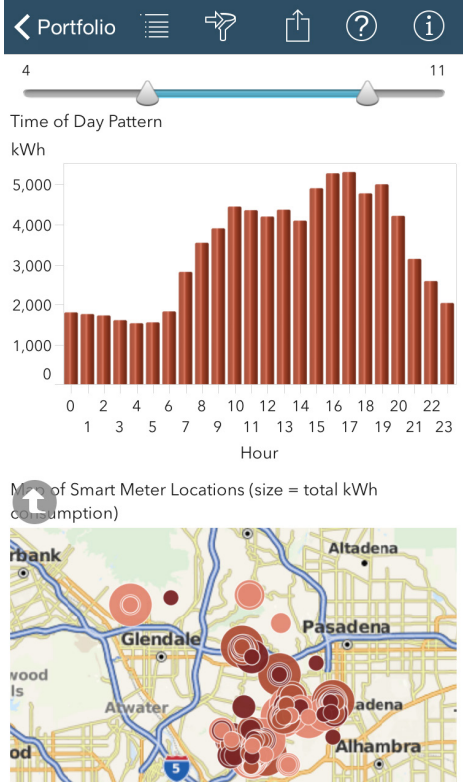 Portfolio
4 11
Time of Day Pattern
kWh
5,000
4,000
3,000
2,000
1,000
0
0 2 4 6 8 10 12 14 16 18 20 22
1 3 5 7 9 11 13 15 17 19 21 23
Hour
Map of Smart Meter Locations (size = total kWh
consumption)
Altadena
rbank
Glendale
Pasadena
wood
ls
Atwater
adena
od
5
Alhambra